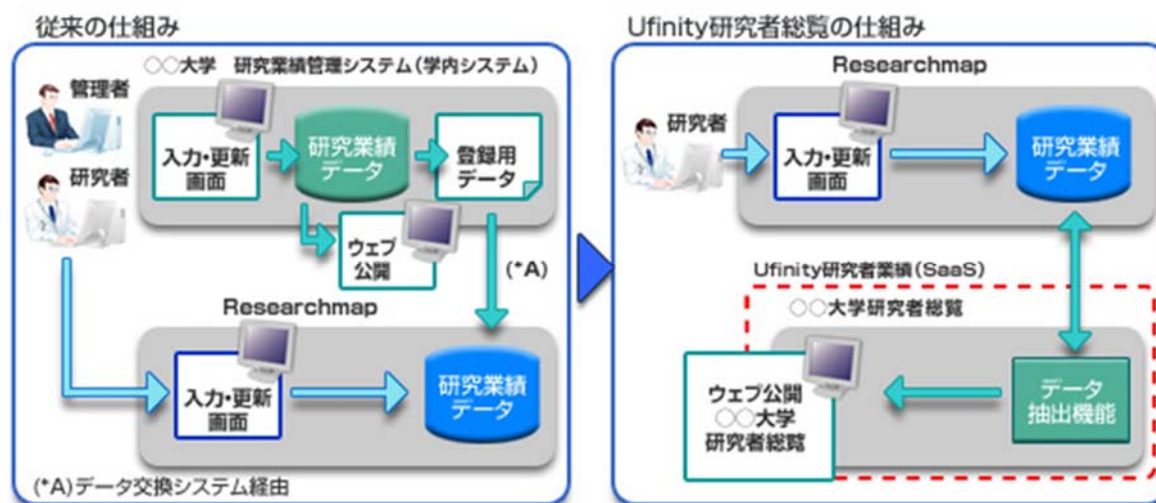 従来の仕組み
○○大学 研究業績管理システム(学内システム)
管理者
研究者
入力・更新
画面
研究業績
データ
登録用
データ
ウェブ
公開
(*A)
Researchmap
入力・更新
画面
研究業績
データ
(*A)データ交換システム経由
Ufinity研究者総覧の仕組み
Researchmap
研究者
入力・更新
画面
研究業績
データ
Ufinity研究者業績(SaaS)
○○大学研究者総覧
ウェブ公開
○○大学
研究者総覧
データ
抽出機能